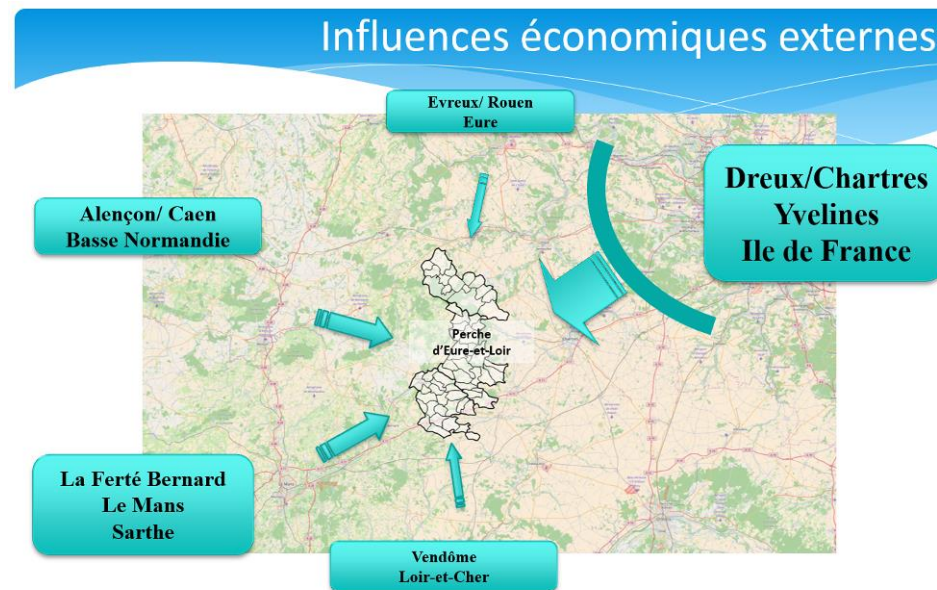 Influences économiques externes
Evreux/ Rouen
Eure
Dreux/Chartres
Yvelines
Ile de France
Alençon/ Caen
Basse Normandie
Perche
d'Eure-et-Loir
La Ferté Bernard
Le Mans
Sarthe
Vendôme
Loir-et-Cher